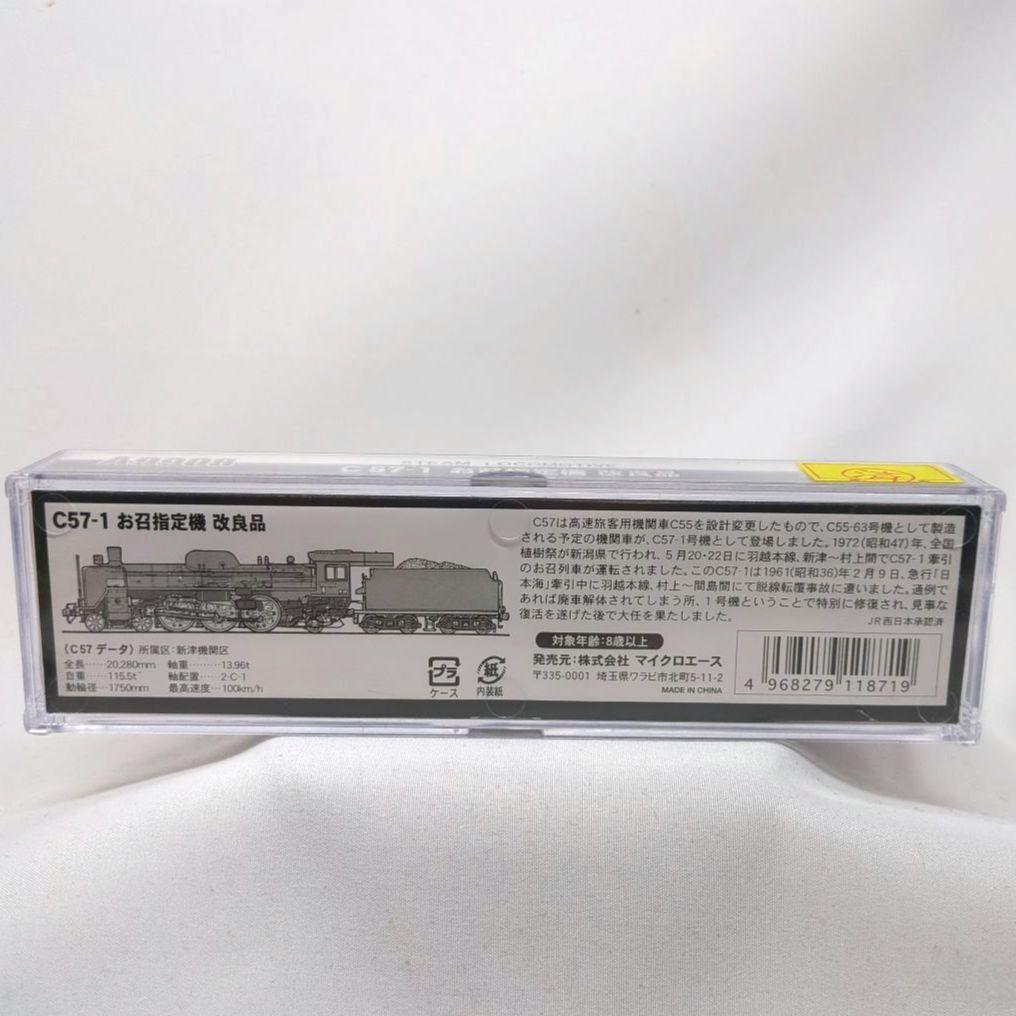 STEAM LOCOMOTIVE
C57-1 お召指定機 改良品
C57-1 お召指定機 改良品
C57は高速旅客用機関車C55を設計変更したもので、C55-63号機として製造
される予定の機関車が、C57-1号機として登場しました。1972(昭和47)年、全国
植樹祭が新潟県で行われ、5月20・22日に羽越本線、新津〜村上間でC57-1牽引
のお召列車が運転されました。このC57-1は1961(昭和36)年2月9日、急行「日
本海」牽引中に羽越本線、村上〜間島間にて脱線転覆事故に遭いました。通例で
あれば廃車解体されてしまう所、1号機ということで特別に修復され、見事な
復活を遂げた後で大任を果たしました。
JR西日本承認済
《C57 データ》所属区:新津機関区
全長……20,280mm 軸重………13.96t
自重……115.5t 軸配置……2-C-1
動輪径…1750mm 最高速度…100km/h
プラ
ケース
紙
内装紙
対象年齢:8歳以上
発売元:株式会社 マイクロエース
〒335-0001 埼玉県ワラビ市北町5-11-2
MADE IN CHINA
4 968279 118719